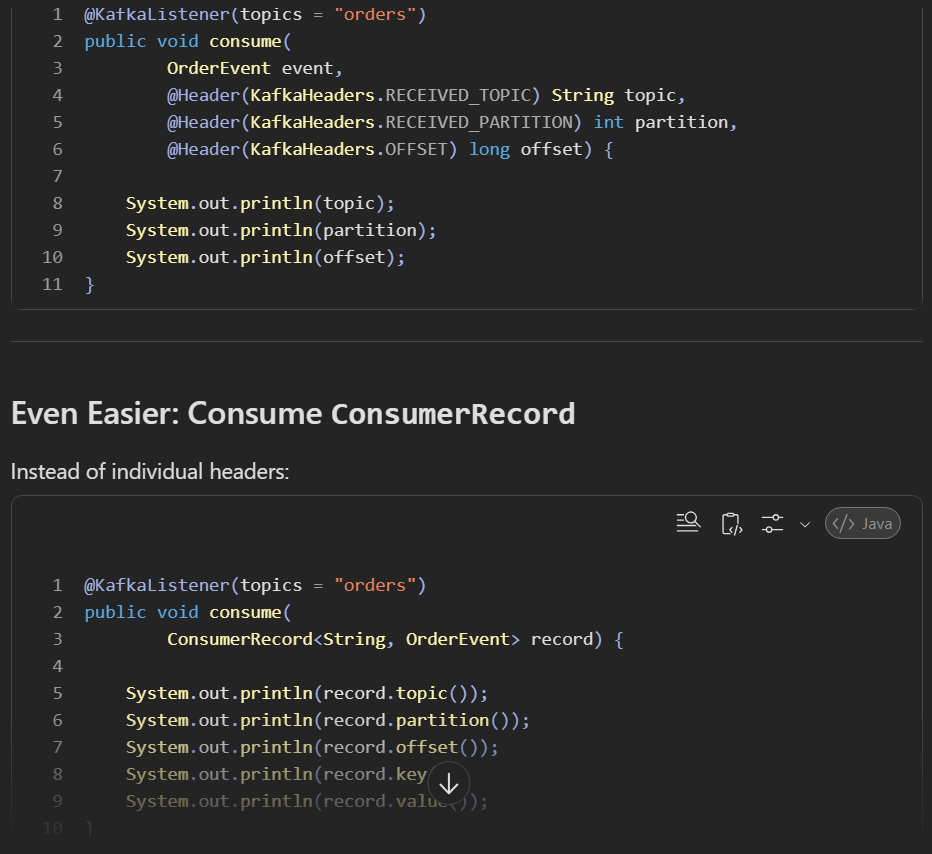 1 @KafkaListener(topics = "orders")
2 public void consume(
3 OrderEvent event,
4 @Header(KafkaHeaders.RECEIVED_TOPIC) String topic,
5 @Header(KafkaHeaders.RECEIVED_PARTITION) int partition,
6 @Header(KafkaHeaders.OFFSET) long offset) {
7
8 System.out.println(topic);
9 System.out.println(partition);
10 System.out.println(offset);
11 }
Even Easier: Consume ConsumerRecord
Instead of individual headers:
</> Java
1 @KafkaListener(topics = "orders")
2 public void consume(
3 ConsumerRecord<String, OrderEvent> record) {
4
5 System.out.println(record.topic());
6 System.out.println(record.partition());
7 System.out.println(record.offset());
8 System.out.println(record.key
9 System.out.println(record.value());
10 }